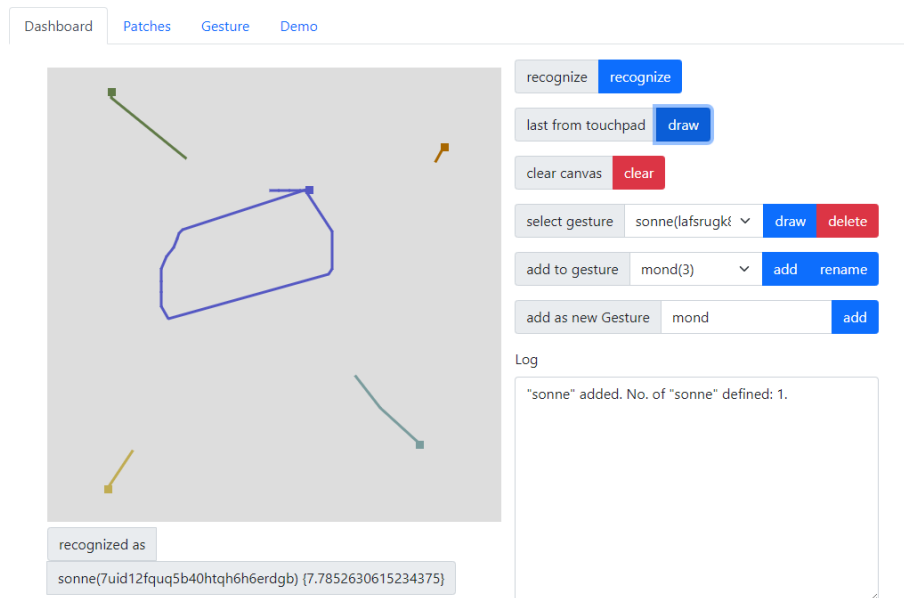 Dashboard Patches Gesture Demo
recognize recognize
last from touchpad draw
clear canvas clear
select gesture sonne(lafsrugk8 draw delete
add to gesture mond(3) add rename
add as new Gesture mond add
Log
"sonne" added. No. of "sonne" defined: 1.
recognized as
sonne(7uid12fquq5b40htqh6h6erdgb) {7.7852630615234375}